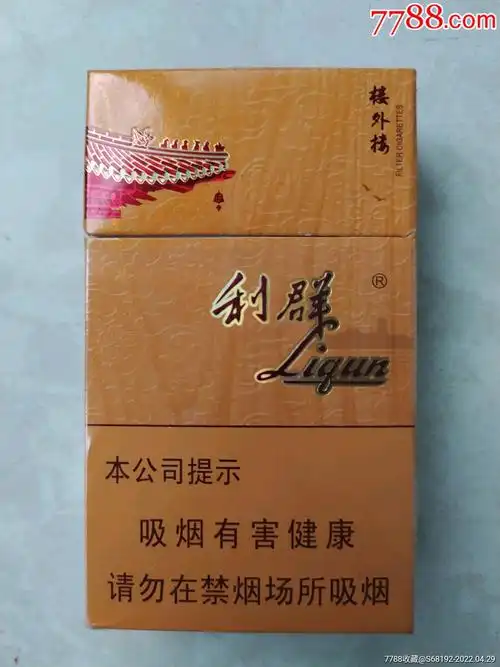 7788.com
楼外楼
FILTER CIGARETTES
利群®
Liqun
本公司提示
吸烟有害健康
请勿在禁烟场所吸烟
7788收藏@S68192-2022.04.29